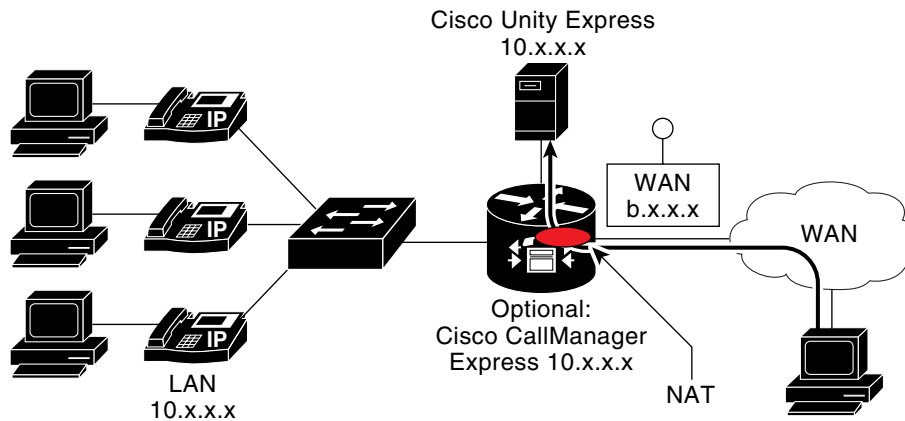 Cisco Unity Express
10.x.x.x
IP
IP
IP
WAN
b.x.x.x
WAN
Optional:
Cisco CallManager
Express 10.x.x.x
LAN
10.x.x.x
NAT